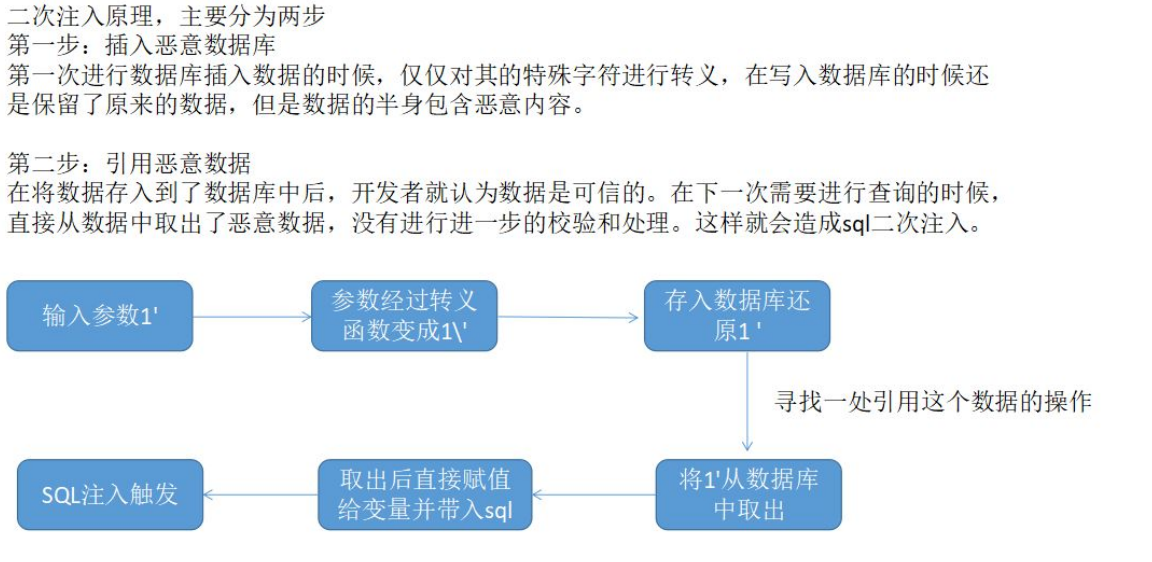 二次注入原理，主要分为两步
第一步：插入恶意数据库
第一次进行数据库插入数据的时候，仅仅对其的特殊字符进行转义，在写入数据库的时候还
是保留了原来的数据，但是数据的半身包含恶意内容。
第二步：引用恶意数据
在将数据存入到了数据库中后，开发者就认为数据是可信的。在下一次需要进行查询的时候，
直接从数据中取出了恶意数据，没有进行进一步的校验和处理。这样就会造成sql二次注入。
输入参数1'
参数经过转义
函数变成1\'
存入数据库还
原1 '
寻找一处引用这个数据的操作
将1'从数据库
中取出
取出后直接赋值
给变量并带入sql
SQL注入触发